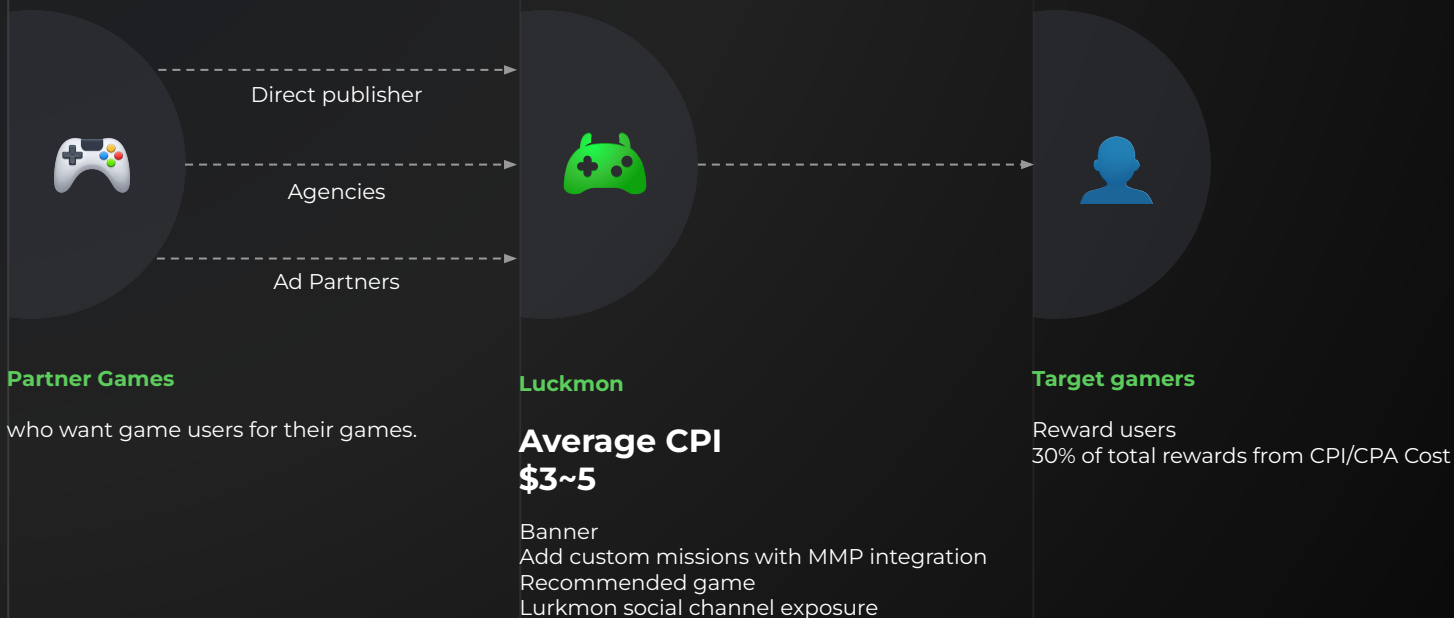 Direct publisher
Agencies
Ad Partners
Partner Games
who want game users for their games.
Luckmon
Average CPI
$3~5
Banner
Add custom missions with MMP integration
Recommended game
Lurkmon social channel exposure
Target gamers
Reward users
30% of total rewards from CPI/CPA Cost